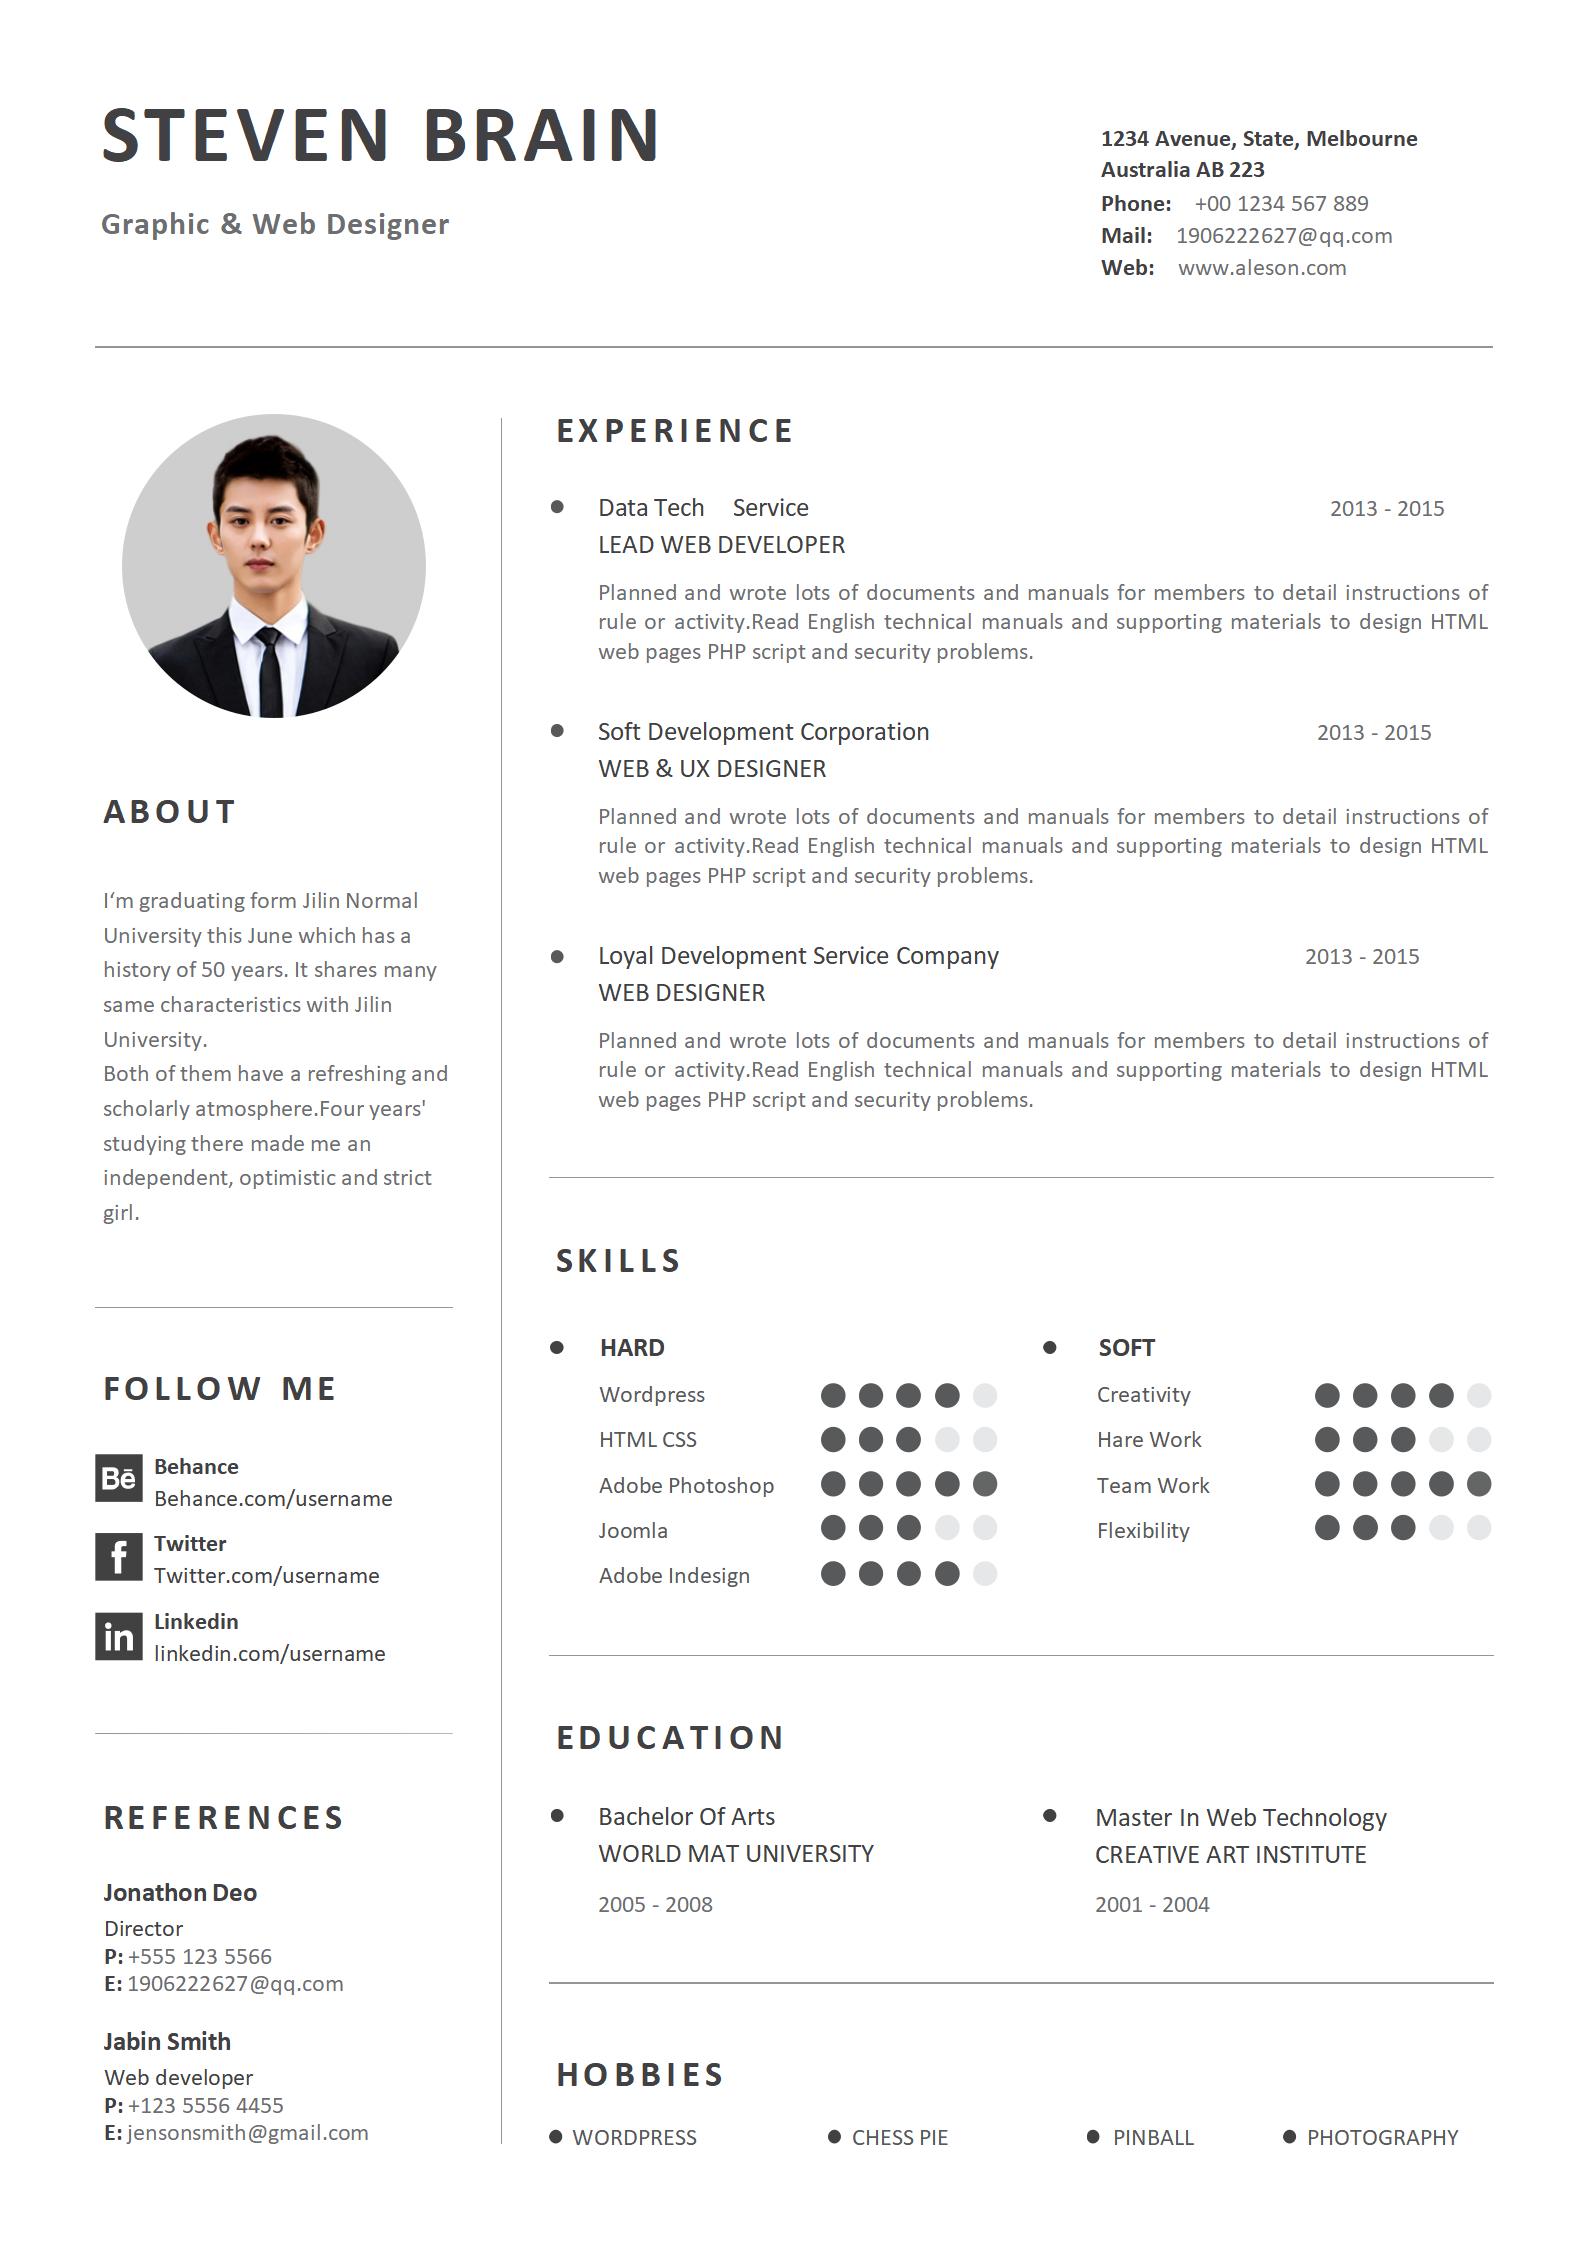 STEVEN BRAIN
Graphic & Web Designer
1234 Avenue, State, Melbourne
Australia AB 223
Phone: +00 1234 567 889
Mail: 1906222627@qq.com
Web: www.aleson.com
ABOUT
I‘m graduating form Jilin Normal
University this June which has a
history of 50 years. It shares many
same characteristics with Jilin
University.
Both of them have a refreshing and
scholarly atmosphere.Four years'
studying there made me an
independent, optimistic and strict
girl.
FOLLOW ME
Bē
Behance
Behance.com/username
f
Twitter
Twitter.com/username
in
Linkedin
linkedin.com/username
REFERENCES
Jonathon Deo
Director
P: +555 123 5566
E: 1906222627@qq.com
Jabin Smith
Web developer
P: +123 5556 4455
E: jensonsmith@gmail.com
EXPERIENCE
Data Tech Service 2013 - 2015
LEAD WEB DEVELOPER
Planned and wrote lots of documents and manuals for members to detail instructions of
rule or activity.Read English technical manuals and supporting materials to design HTML
web pages PHP script and security problems.
Soft Development Corporation 2013 - 2015
WEB & UX DESIGNER
Planned and wrote lots of documents and manuals for members to detail instructions of
rule or activity.Read English technical manuals and supporting materials to design HTML
web pages PHP script and security problems.
Loyal Development Service Company 2013 - 2015
WEB DESIGNER
Planned and wrote lots of documents and manuals for members to detail instructions of
rule or activity.Read English technical manuals and supporting materials to design HTML
web pages PHP script and security problems.
SKILLS
HARD
Wordpress
HTML CSS
Adobe Photoshop
Joomla
Adobe Indesign
SOFT
Creativity
Hare Work
Team Work
Flexibility
EDUCATION
Bachelor Of Arts
WORLD MAT UNIVERSITY
2005 - 2008
Master In Web Technology
CREATIVE ART INSTITUTE
2001 - 2004
HOBBIES
WORDPRESS CHESS PIE PINBALL PHOTOGRAPHY